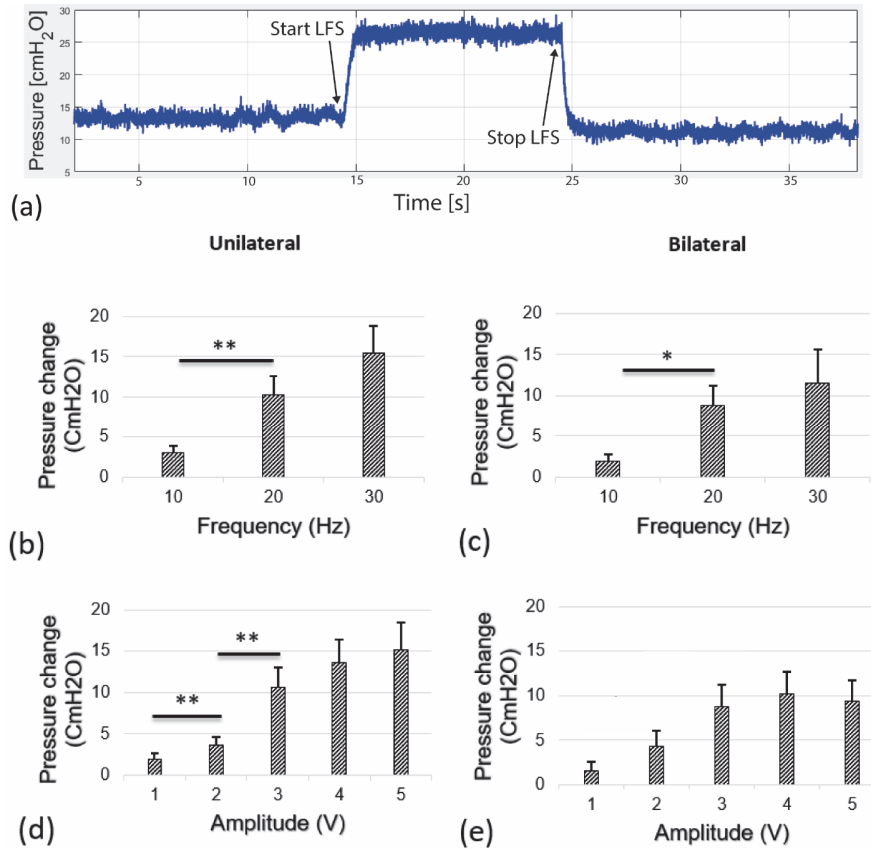 Pressure [cmH₂O]
30
25
20
15
10
5
Start LFS
Stop LFS
5
10
15
20
25
30
35
Time [s]
(a)
Unilateral
Bilateral
Pressure change
(CmH2O)
20
15
10
5
0
**
10
20
30
Frequency (Hz)
(b)
Pressure change
(CmH2O)
20
15
10
5
0
*
10
20
30
Frequency (Hz)
(c)
Pressure change
(CmH2O)
20
15
10
5
0
**
**
1
2
3
4
5
Amplitude (V)
(d)
Pressure change
(CmH2O)
20
15
10
5
0
1
2
3
4
5
Amplitude (V)
(e)